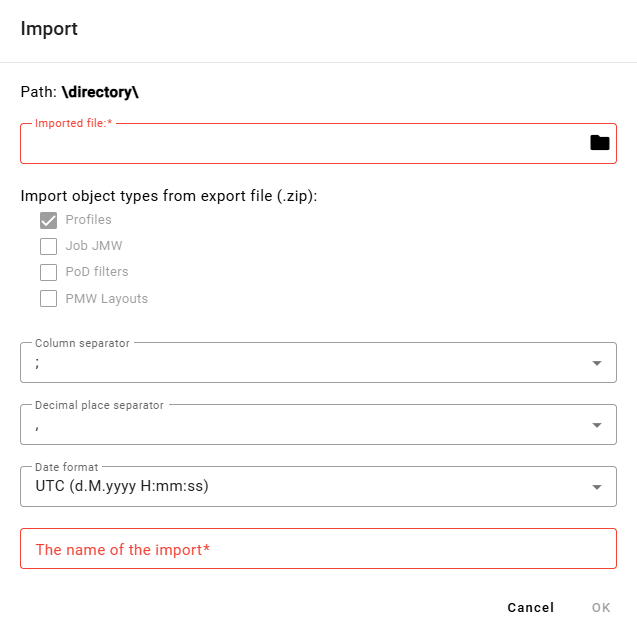 Import
Path: \directory\
Imported file:*
Import object types from export file (.zip):
Profiles
Job JMW
PoD filters
PMW Layouts
Column separator
;
Decimal place separator
,
Date format
UTC (d.M.yyyy H:mm:ss)
The name of the import*
Cancel OK